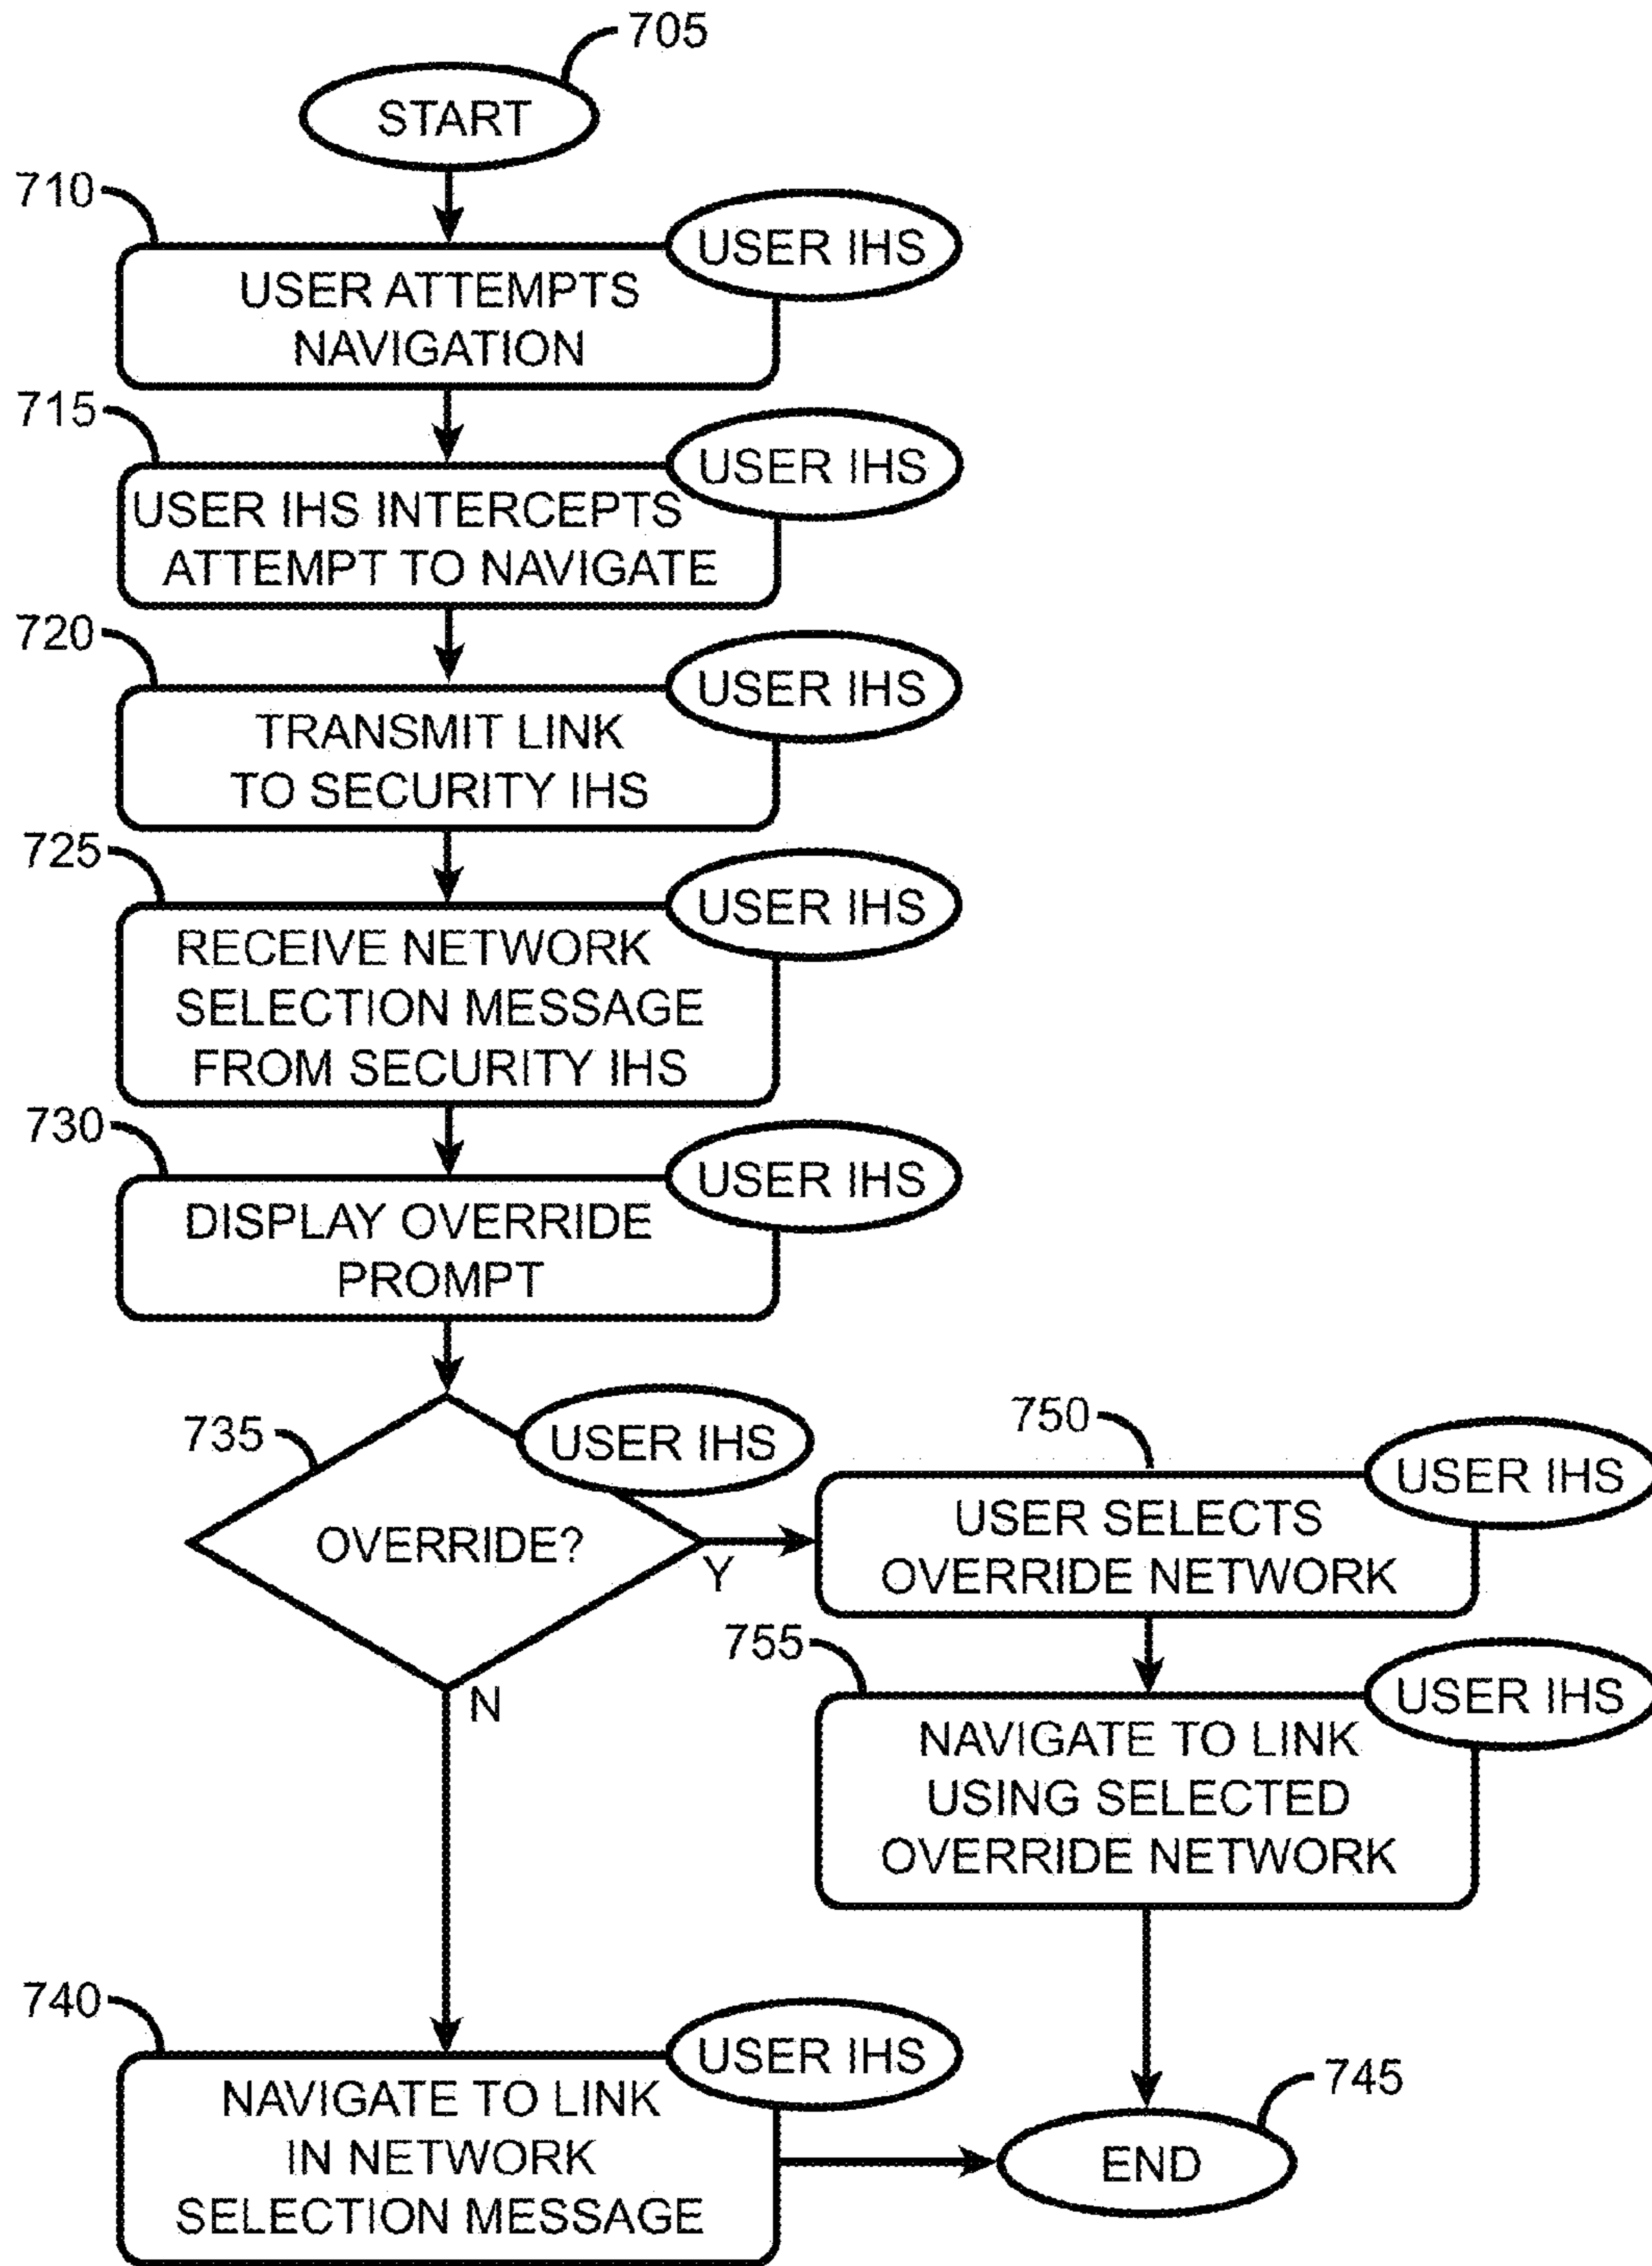 705
START
710
USER IHS
USER ATTEMPTS
NAVIGATION
715
USER IHS
USER IHS INTERCEPTS
ATTEMPT TO NAVIGATE
720
USER IHS
TRANSMIT LINK
TO SECURITY IHS
725
USER IHS
RECEIVE NETWORK
SELECTION MESSAGE
FROM SECURITY IHS
730
USER IHS
DISPLAY OVERRIDE
PROMPT
735
USER IHS
OVERRIDE?
Y
N
750
USER IHS
USER SELECTS
OVERRIDE NETWORK
755
USER IHS
NAVIGATE TO LINK
USING SELECTED
OVERRIDE NETWORK
740
USER IHS
NAVIGATE TO LINK
IN NETWORK
SELECTION MESSAGE
745
END